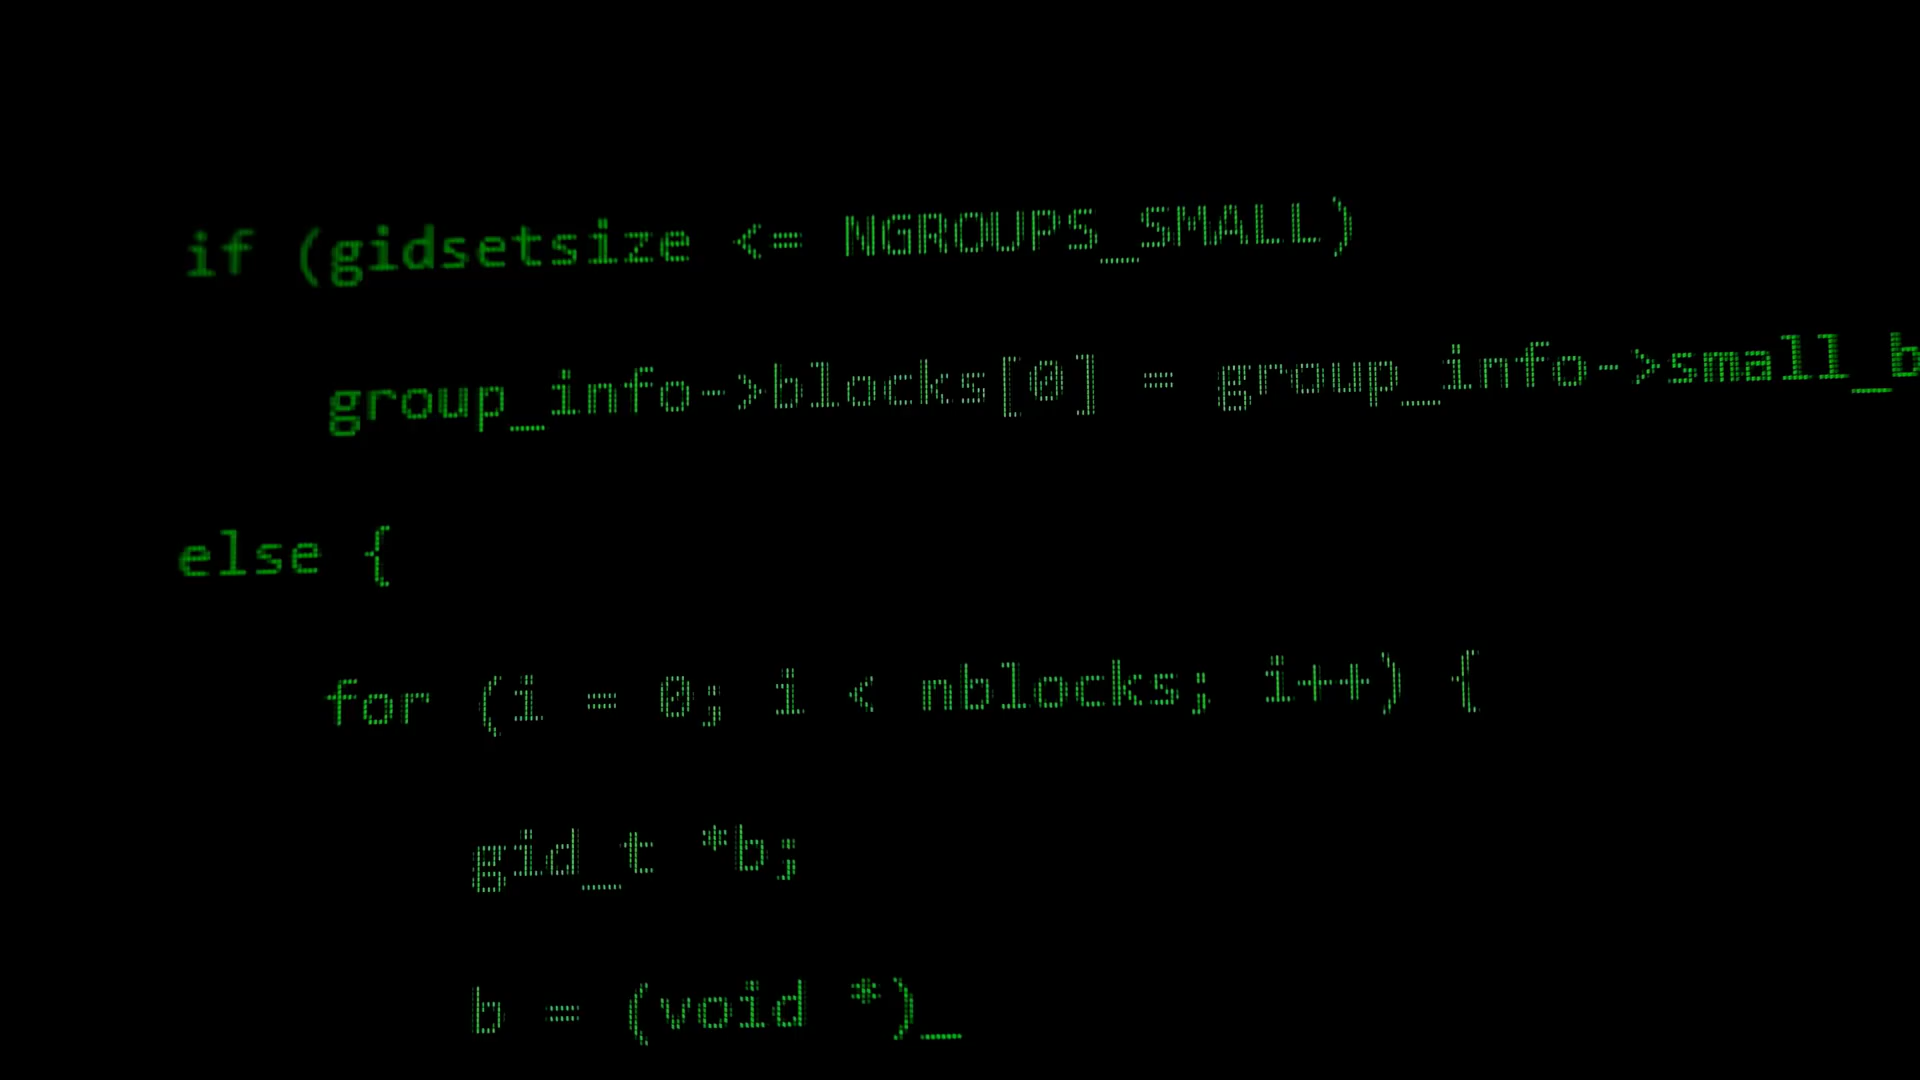 if (gidsetsize <= NGROUPS_SMALL)
group_info->blocks[0] = group_info->small_b
else {
for (i = 0; i < nblocks; i++) {
gid_t *b;
b = (void *)_